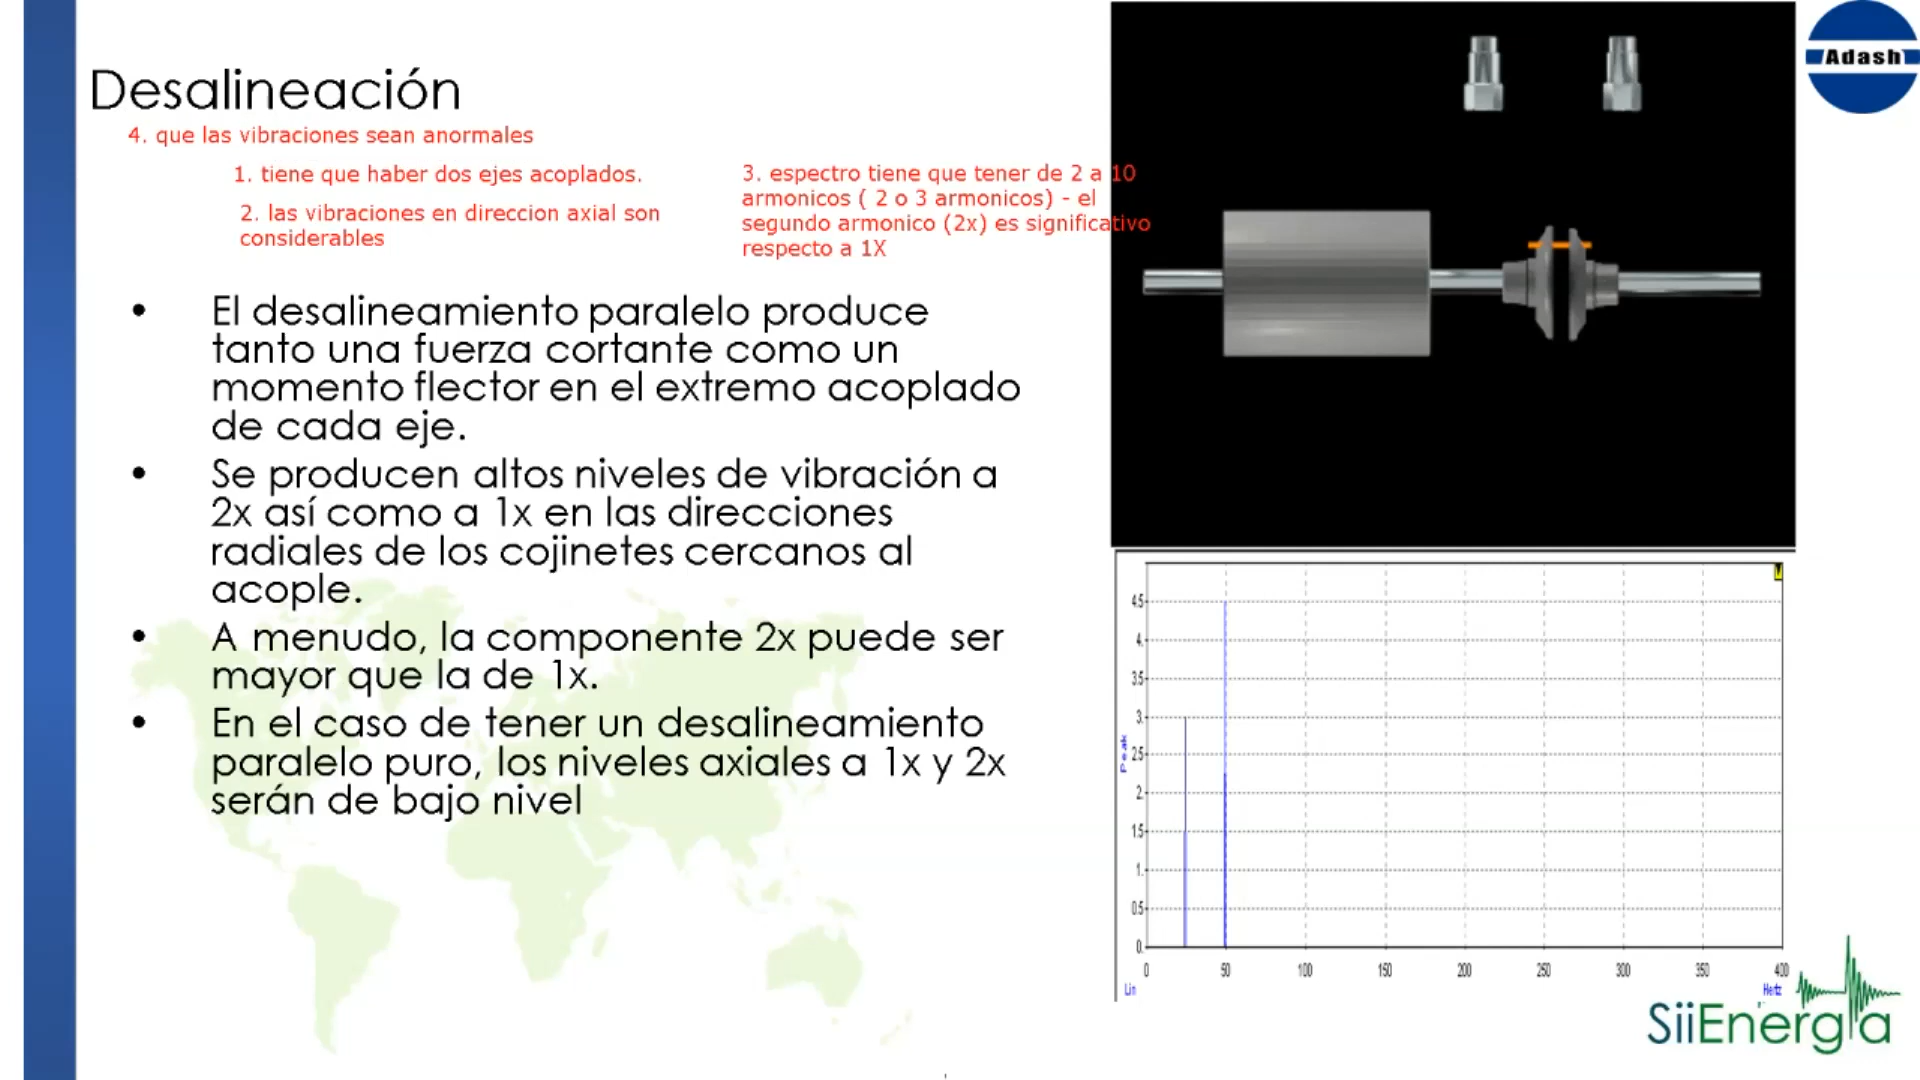 Desalineación
4. que las vibraciones sean anormales
1. tiene que haber dos ejes acoplados.
2. las vibraciones en direccion axial son
considerables
3. espectro tiene que tener de 2 a 10
armonicos ( 2 o 3 armonicos) - el
segundo armonico (2x) es significativo
respecto a 1X
• El desalineamiento paralelo produce
tanto una fuerza cortante como un
momento flector en el extremo acoplado
de cada eje.
• Se producen altos niveles de vibración a
2x así como a 1x en las direcciones
radiales de los cojinetes cercanos al
acople.
• A menudo, la componente 2x puede ser
mayor que la de 1x.
• En el caso de tener un desalineamiento
paralelo puro, los niveles axiales a 1x y 2x
serán de bajo nivel
Adash
4.5
4.
3.5
3.
2.5
2.
1.5
1.
0.5
0.
Peak
0 50 100 150 200 250 300 350 400
Lin Hertz
SiiEnergía